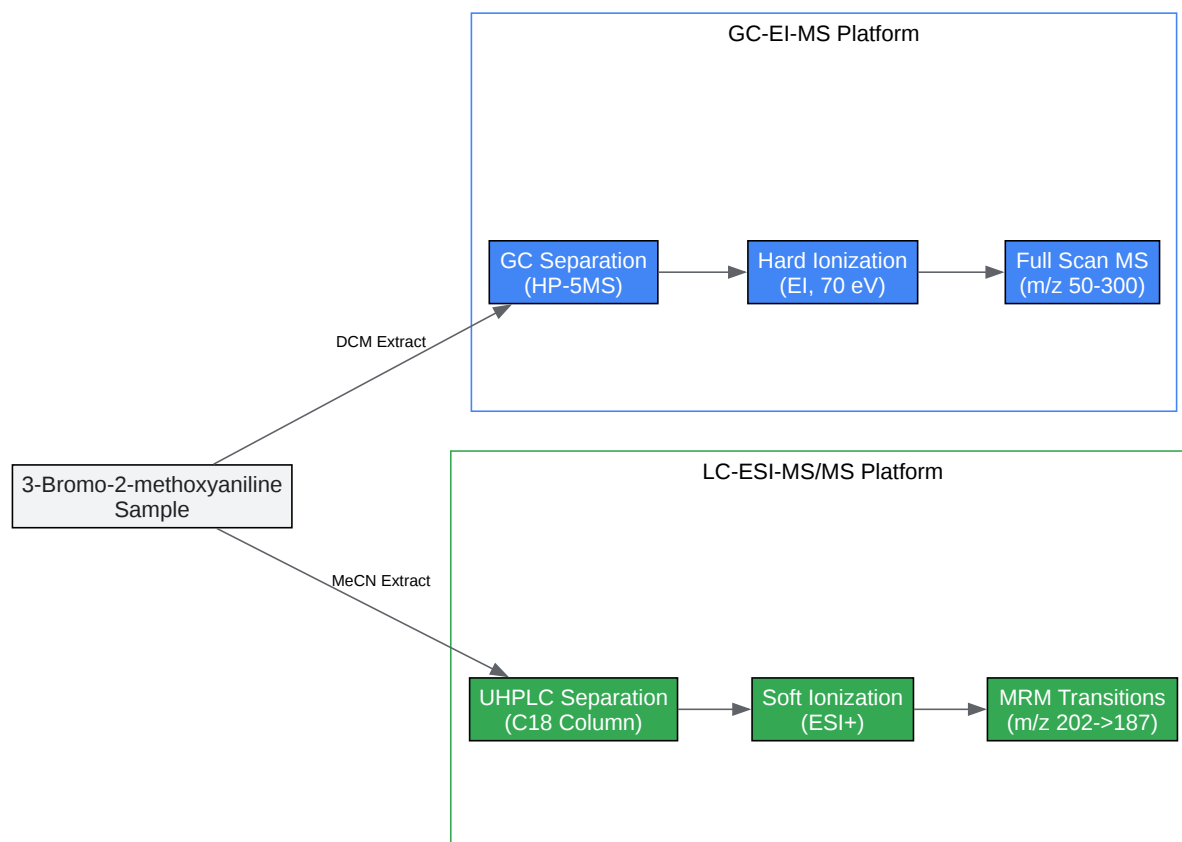 GC-EI-MS Platform
GC Separation
(HP-5MS)
Hard Ionization
(EI, 70 eV)
Full Scan MS
(m/z 50-300)
DCM Extract
3-Bromo-2-methoxyaniline
Sample
MeCN Extract
LC-ESI-MS/MS Platform
UHPLC Separation
(C18 Column)
Soft Ionization
(ESI+)
MRM Transitions
(m/z 202->187)